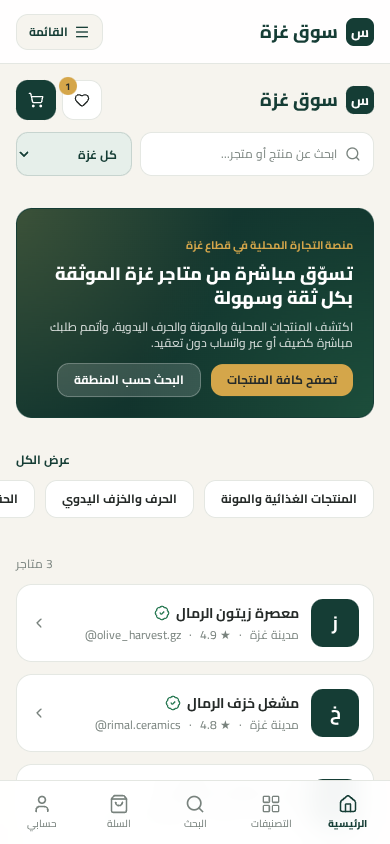 س
سوق غزة
القائمة
س
سوق غزة
1
ابحث عن منتج أو متجر...
كل غزة
منصة التجارة المحلية في قطاع غزة
تسوّق مباشرة من متاجر غزة الموثقة
بكل ثقة وسهولة
اكتشف المنتجات المحلية والمونة والحرف اليدوية، وأتمم طلبك
مباشرة كضيف أو عبر واتساب دون تعقيد.
تصفح كافة المنتجات
البحث حسب المنطقة
عرض الكل
المنتجات الغذائية والمونة
الحرف والخزف اليدوي
3 متاجر
ز
معصرة زيتون الرمال
مدينة غزة · ★ 4.9 · @olive_harvest.gz
خ
مشغل خزف الرمال
مدينة غزة · ★ 4.8 · @rimal.ceramics
الرئيسية
التصنيفات
البحث
السلة
حسابي